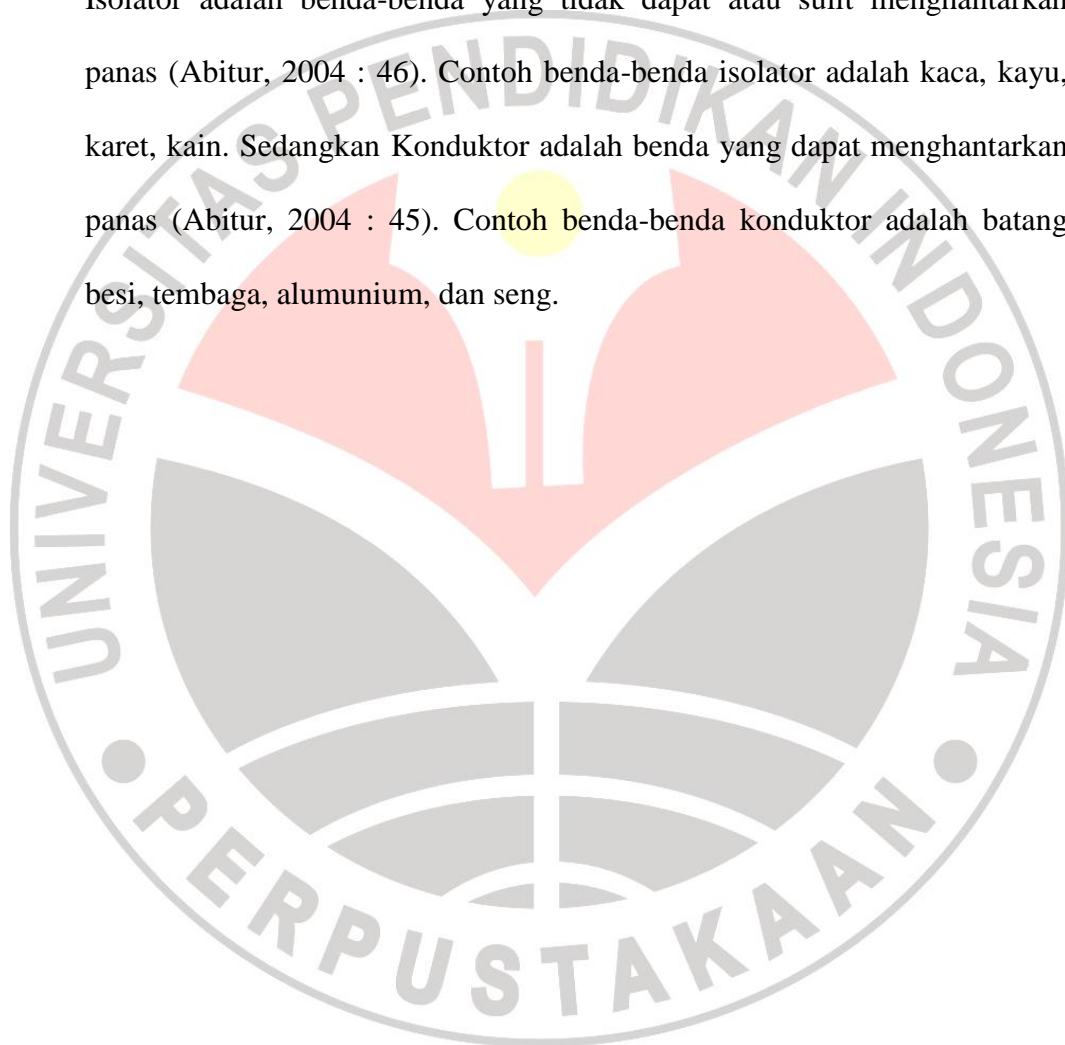 Isolator adalah benda-benda yang tidak dapat atau sulit menghantarkan
panas (Abitur, 2004 : 46). Contoh benda-benda isolator adalah kaca, kayu,
karet, kain. Sedangkan Konduktor adalah benda yang dapat menghantarkan
panas (Abitur, 2004 : 45). Contoh benda-benda konduktor adalah batang
besi, tembaga, alumunium, dan seng.
UNIVERSITAS PENDIDIKAN INDONESIA
PERPUSTAKAAN